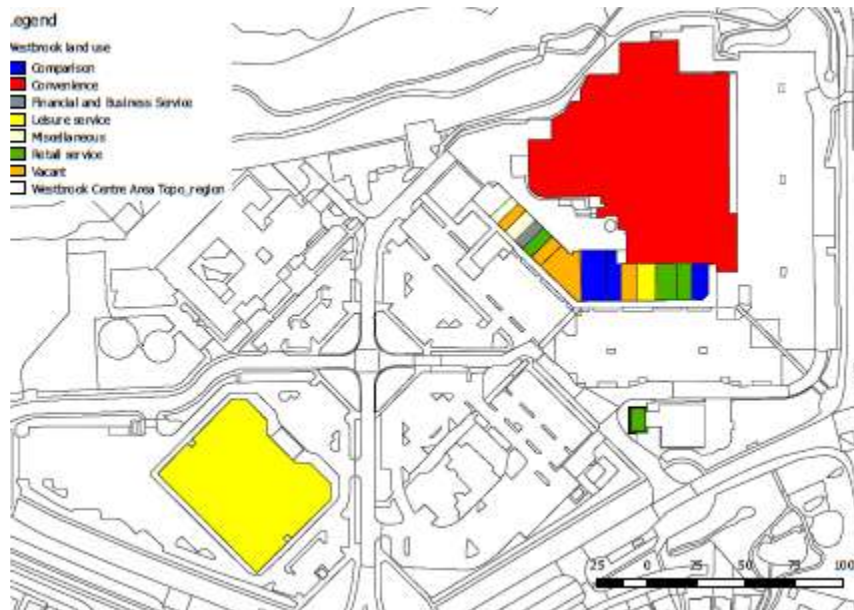 egend
Westbrook land use
Comparison
Convenience
Financial and Business Service
Leisure service
Miscellaneous
Retail service
Vacant
Westbrook Centre Area Topo_region
25 0 25 50 75 100